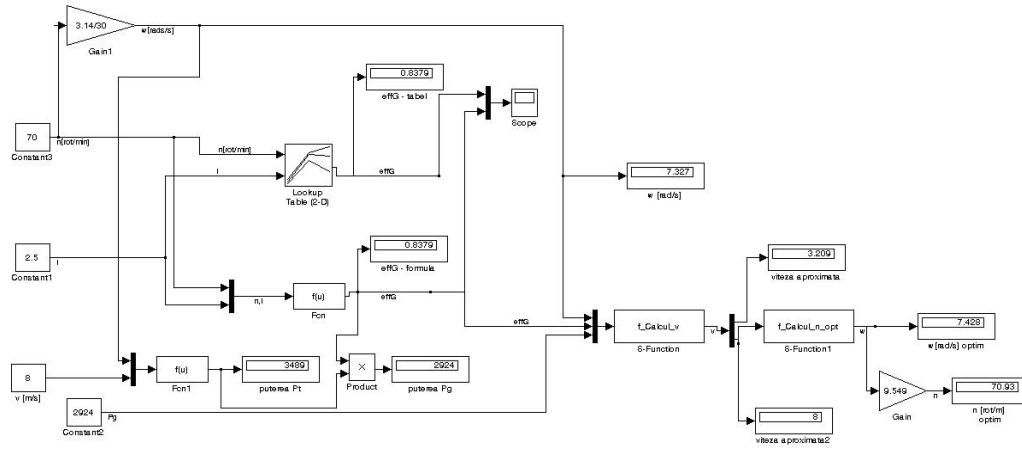 3.14/30
w[rads/s]
Gain1
0.8379
effG - tabel
Scope
70
n[rot/min]
Constant3
n[rot/min]
I
effG
Lookup
Table (2-D)
7.327
w [rad/s]
2.5
I
Constant1
0.8379
effG - formula
3.209
viteza aproximata
n,I
f(u)
effG
Fcn
effG
f_Calcul_v
v
S-Function
f_Calcul_n_opt
w
S-Function1
7.428
w [rad/s] optim
8
v [m/s]
f(u)
Fcn1
3489
puterea Pt
×
Product
2924
puterea Pg
9.549
Gain
n
70.93
n [rot/m]
optim
2924
Pg
Constant2
8
viteza aproximata2